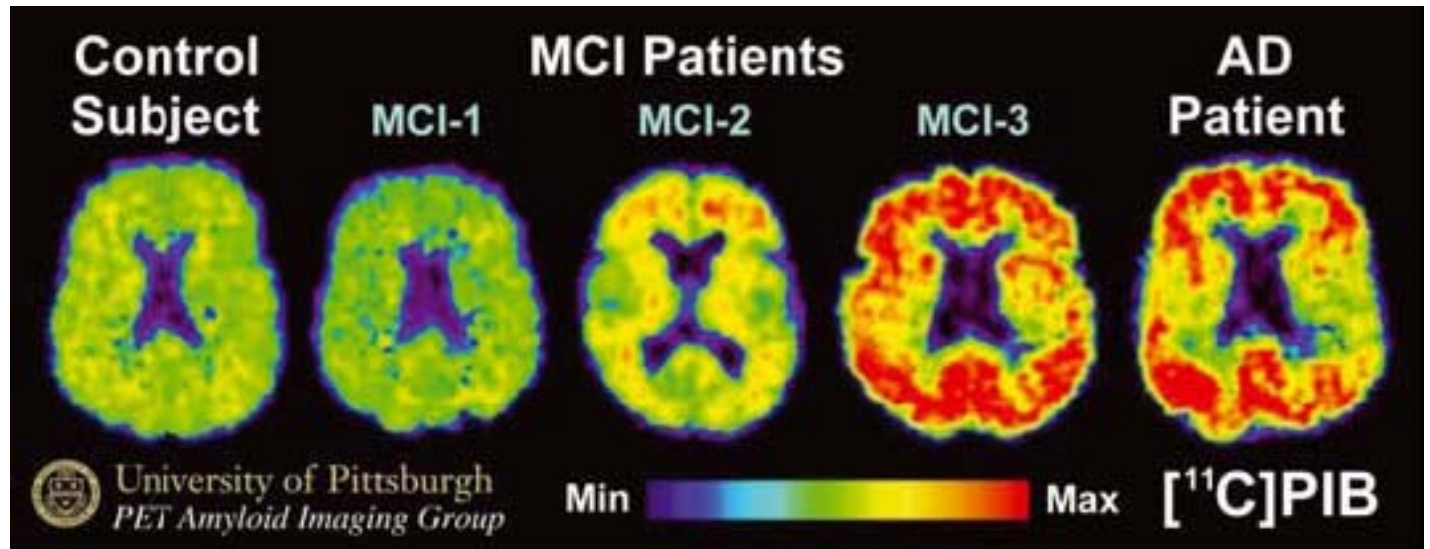 Control
Subject
MCI Patients
MCI-1
MCI-2
MCI-3
AD
Patient
University of Pittsburgh
PET Amyloid Imaging Group
Min
Max
[¹¹C]PIB